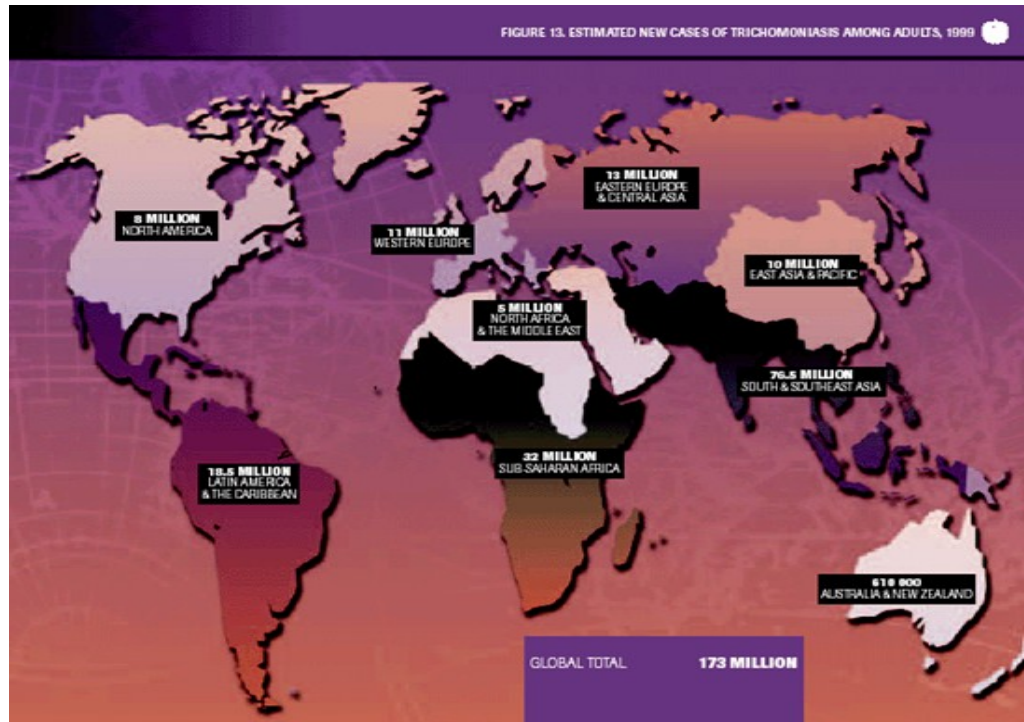 FIGURE 13. ESTIMATED NEW CASES OF TRICHOMONIASIS AMONG ADULTS, 1999
8 MILLION
NORTH AMERICA
11 MILLION
WESTERN EUROPE
13 MILLION
EASTERN EUROPE
& CENTRAL ASIA
10 MILLION
EAST ASIA & PACIFIC
5 MILLION
NORTH AFRICA
& THE MIDDLE EAST
76.5 MILLION
SOUTH & SOUTHEAST ASIA
18.5 MILLION
LATIN AMERICA
& THE CARIBBEAN
32 MILLION
SUB-SAHARAN AFRICA
AUSTRALIA & NEW ZEALAND
GLOBAL TOTAL 173 MILLION